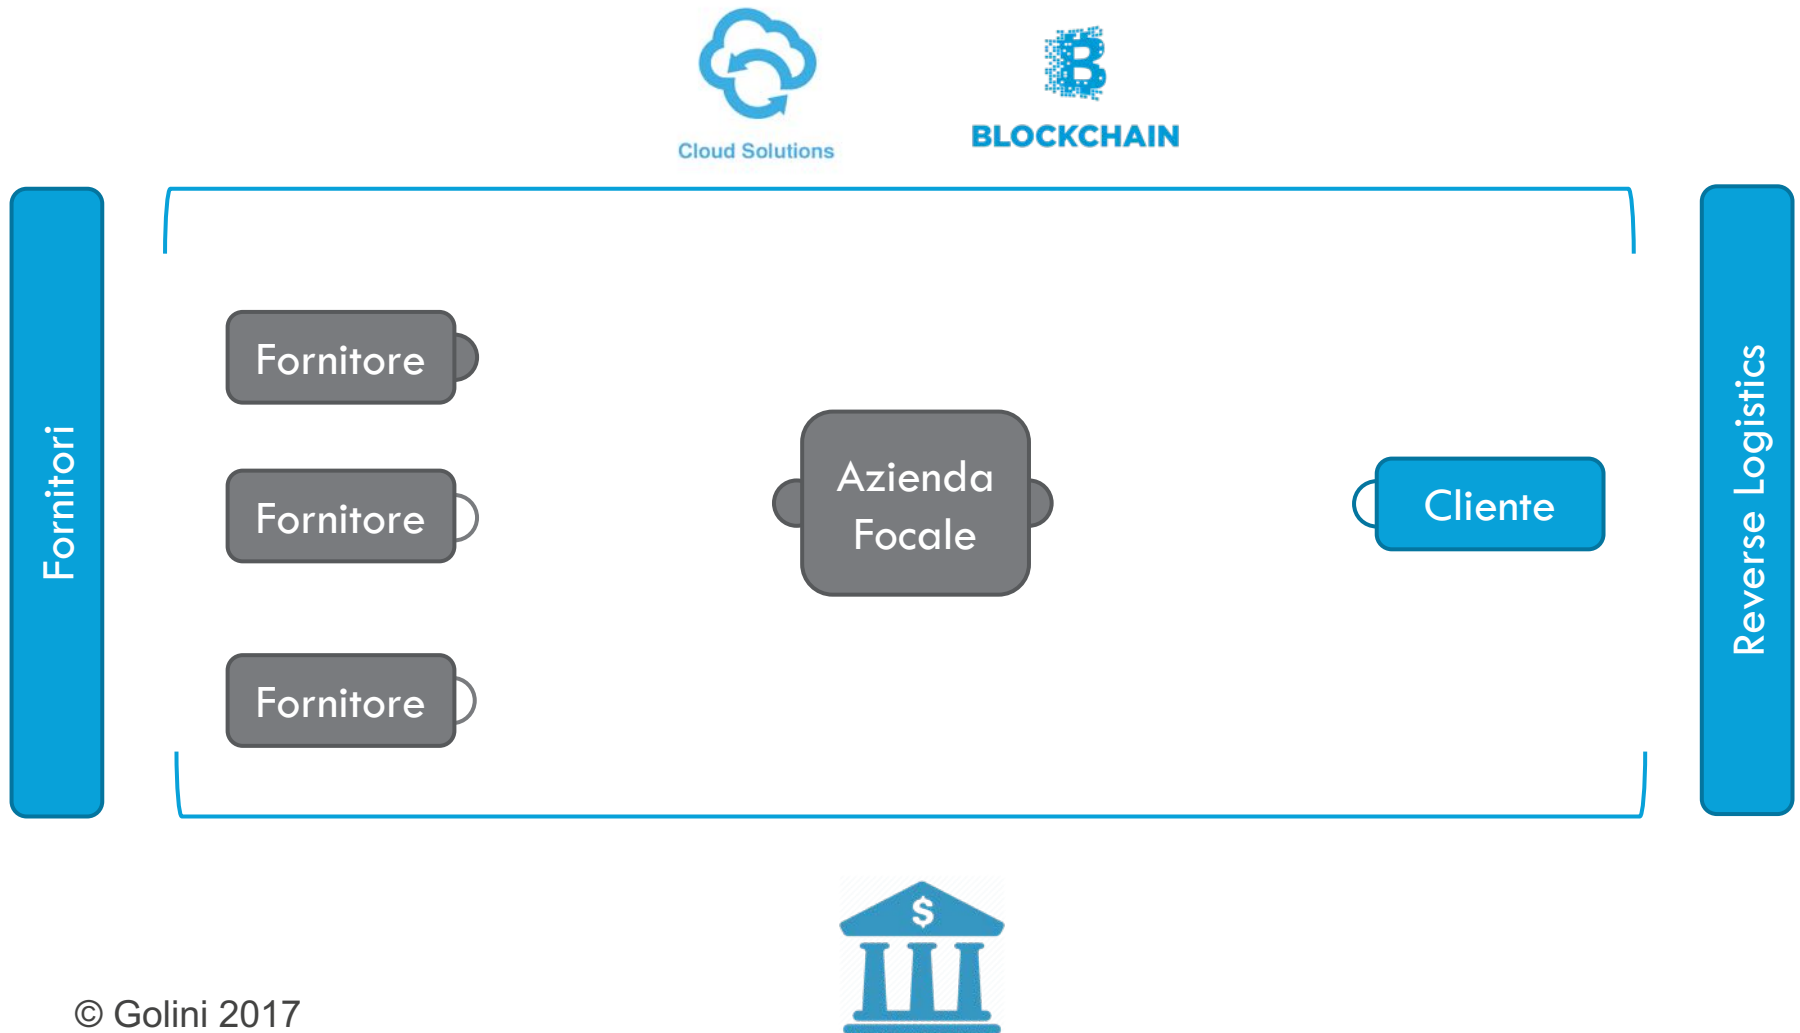 Cloud Solutions
BLOCKCHAIN
Fornitori
Fornitore
Fornitore
Fornitore
Azienda
Focale
Cliente
Reverse Logistics
$
© Golini 2017